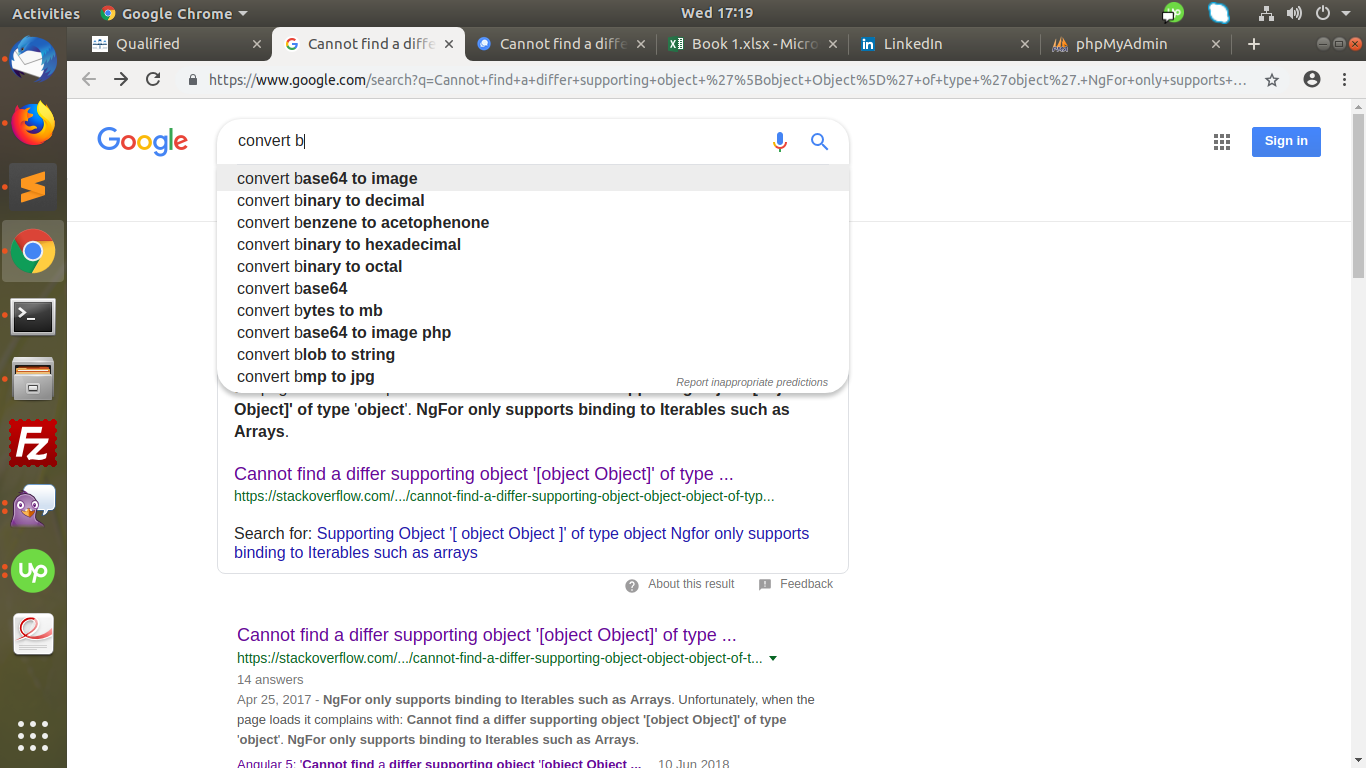 Activities Google Chrome Wed 17:19
Qualified Cannot find a diffe Cannot find a diffe Book 1.xlsx - Micro LinkedIn phpMyAdmin
https://www.google.com/search?q=Cannot+find+a+differ+supporting+object+%27%5Bobject+Object%5D%27+of+type+%27object%27.+NgFor+only+supports+...
Google
convert b
Sign in
convert base64 to image
convert binary to decimal
convert benzene to acetophenone
convert binary to hexadecimal
convert binary to octal
convert base64
convert bytes to mb
convert base64 to image php
convert blob to string
convert bmp to jpg
Report inappropriate predictions
Object]' of type 'object'. NgFor only supports binding to Iterables such as
Arrays.
Cannot find a differ supporting object '[object Object]' of type ...
https://stackoverflow.com/.../cannot-find-a-differ-supporting-object-object-object-of-typ...
Search for: Supporting Object '[ object Object ]' of type object Ngfor only supports
binding to Iterables such as arrays
About this result Feedback
Cannot find a differ supporting object '[object Object]' of type ...
https://stackoverflow.com/.../cannot-find-a-differ-supporting-object-object-object-of-t...
14 answers
Apr 25, 2017 - NgFor only supports binding to Iterables such as Arrays. Unfortunately, when the
page loads it complains with: Cannot find a differ supporting object '[object Object]' of type
'object'. NgFor only supports binding to Iterables such as Arrays.
Angular 5: 'Cannot find a differ supporting object '[object Object ... 10 Jun 2018
Fz
up